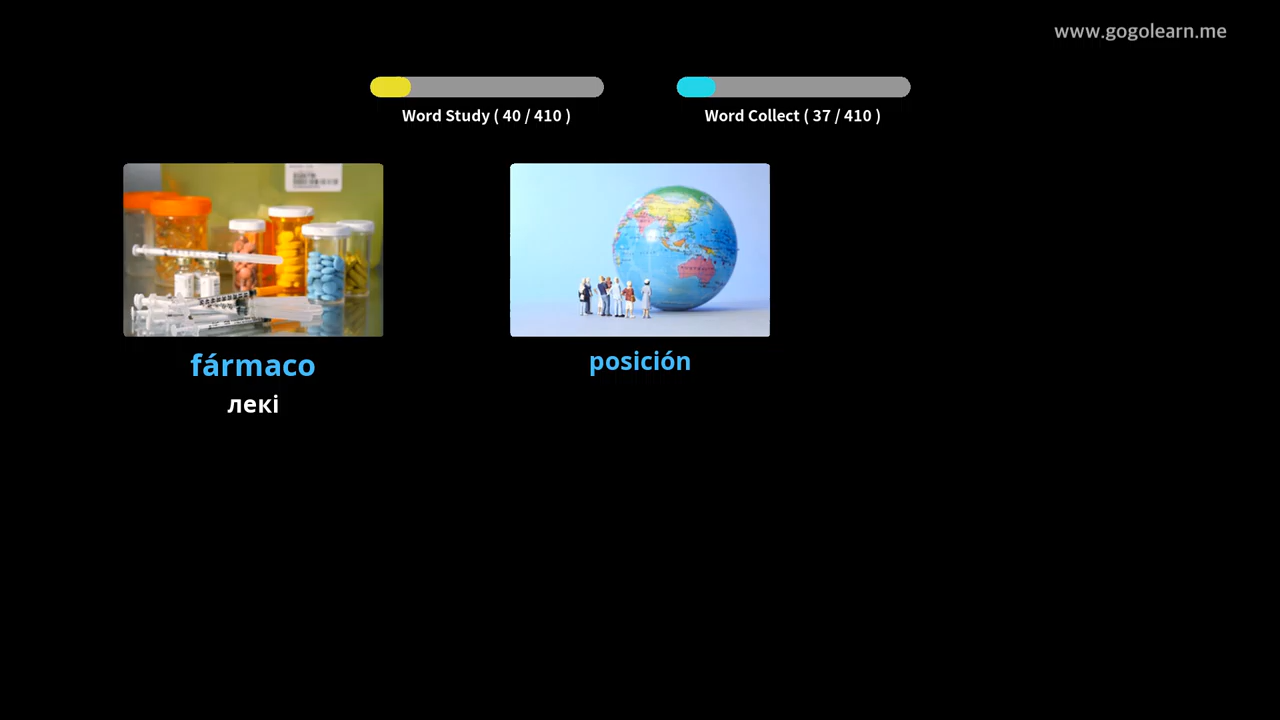 www.gogolearn.me
Word Study ( 40 / 410 )
Word Collect ( 37 / 410 )
fármaco
лекі
posición